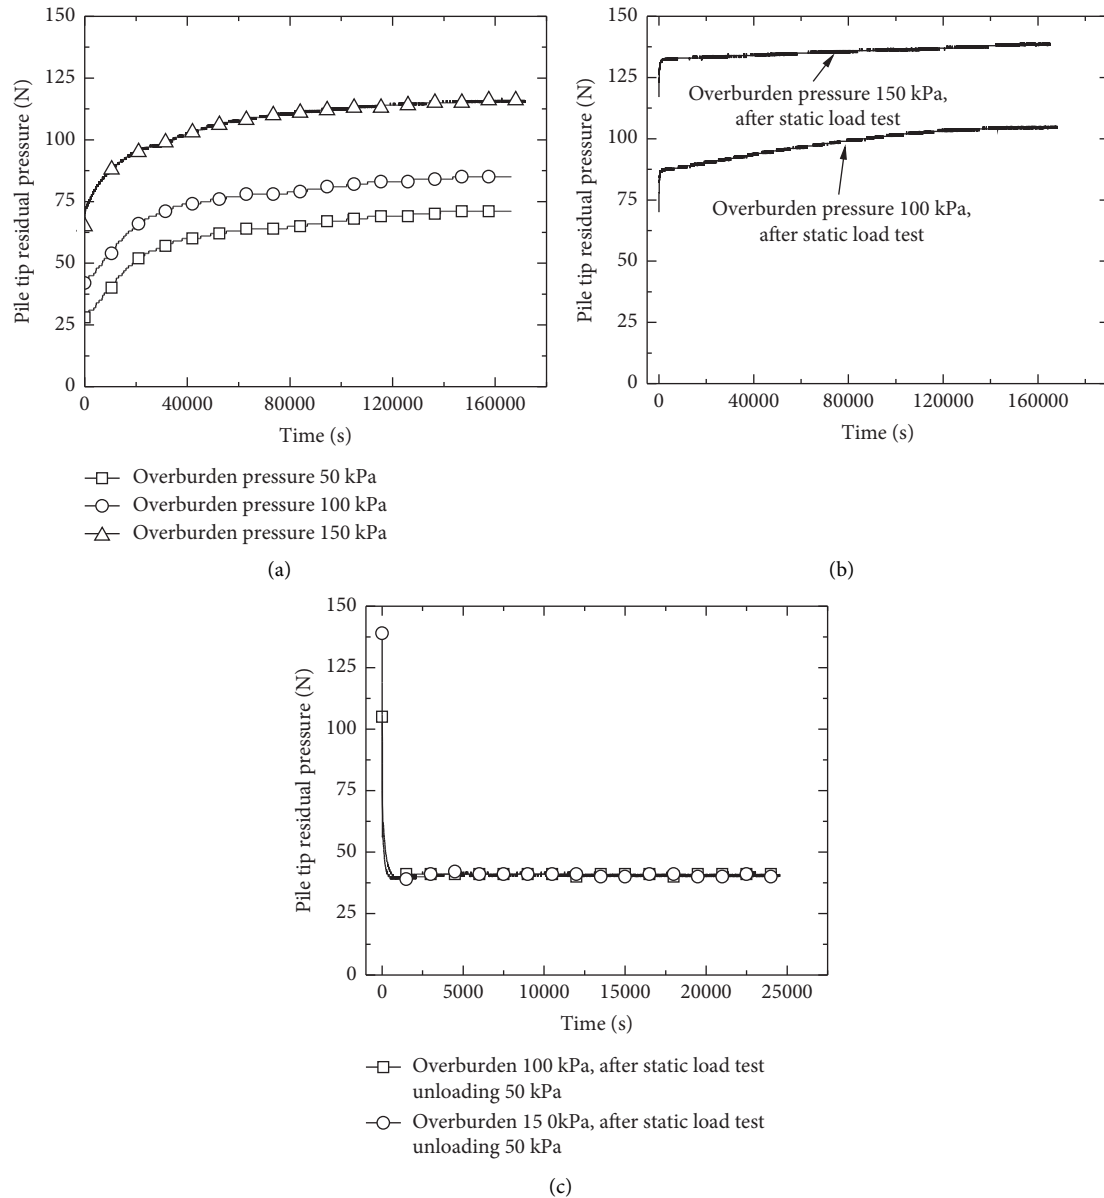 (a)
Pile tip residual pressure (N)
150
125
100
75
50
25
0
0 40000 80000 120000 160000
Time (s)
Overburden pressure 50 kPa
Overburden pressure 100 kPa
Overburden pressure 150 kPa
(b)
Pile tip residual pressure (N)
150
125
100
75
50
25
0
Overburden pressure 150 kPa,
after static load test
Overburden pressure 100 kPa,
after static load test
0 40000 80000 120000 160000
Time (s)
Pile tip residual pressure (N)
150
125
100
75
50
25
0
0 5000 10000 15000 20000 25000
Time (s)
Overburden 100 kPa, after static load test
unloading 50 kPa
Overburden 15 0kPa, after static load test
unloading 50 kPa
(c)